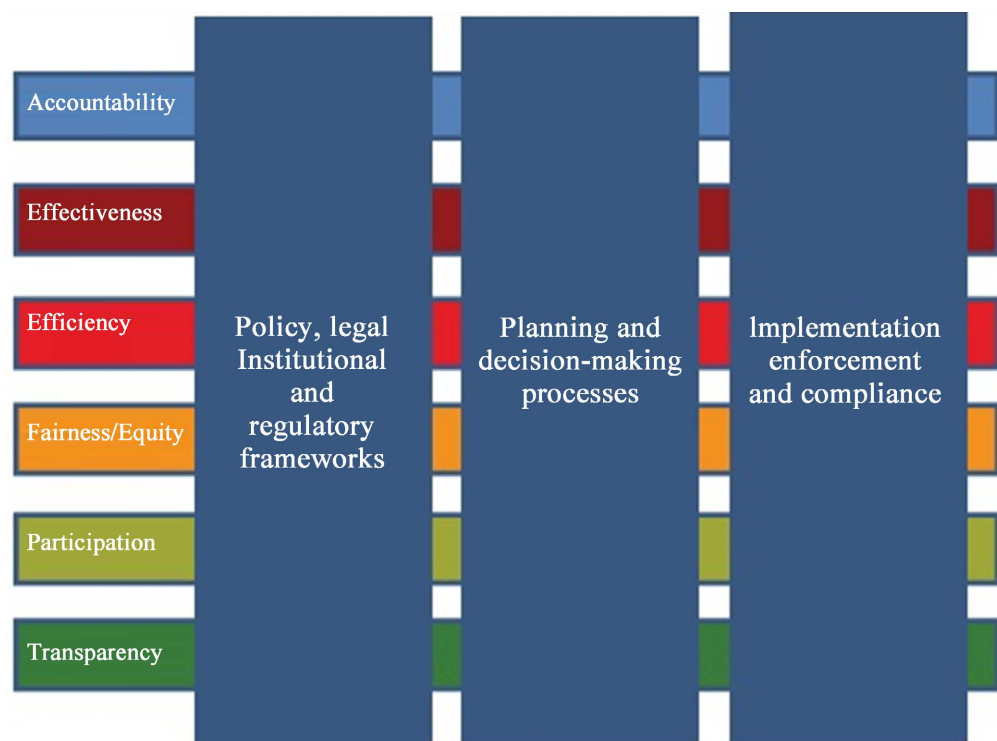 Accountability
Effectiveness
Efficiency
Fairness/Equity
Participation
Transparency
Policy, legal
Institutional
and
regulatory
frameworks
Planning and
decision-making
processes
Implementation
enforcement
and compliance